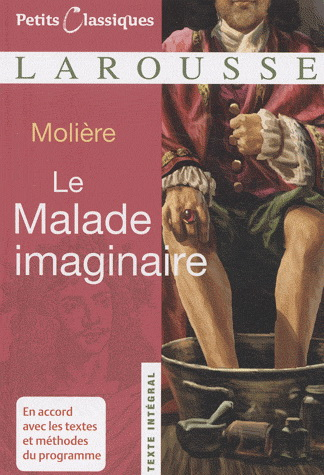 Petits Classiques
LAROUSSE
Molière
Le
Malade
imaginaire
En accord
avec les textes
et méthodes
du programme
TEXTE INTÉGRAL